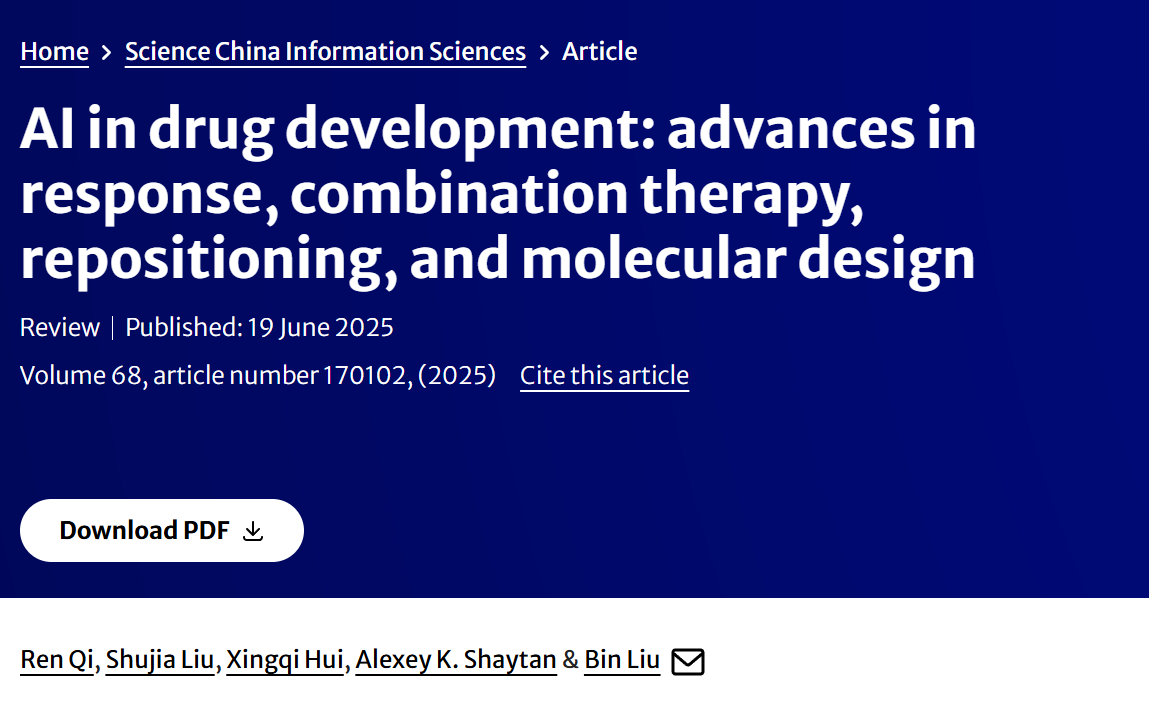 Home > Science China Information Sciences > Article
AI in drug development: advances in
response, combination therapy,
repositioning, and molecular design
Review | Published: 19 June 2025
Volume 68, article number 170102, (2025) Cite this article
Download PDF
Ren Qi, Shujia Liu, Xingqi Hui, Alexey K. Shaytan & Bin Liu